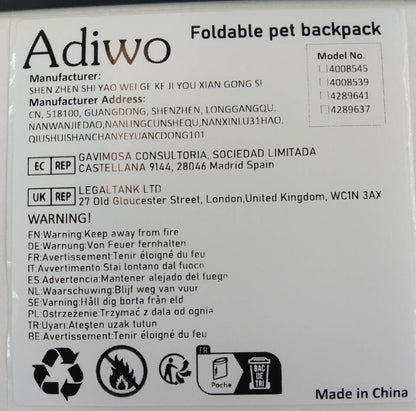 Adiwo
Foldable pet backpack
Manufacturer:
SHEN ZHEN SHI YAO WEI GE KE JI YOU XIAN GONG SI
Manufacturer Address:
CN, 518100, GUANGDONG, SHENZHEN, LONGGANGQU,
NANWANJIEDAO,NANLINGCUNSHEQU,NANXINLU31HAO,
QIUSHUISHANCHANYEYUANCDONG101
Model No.
4008545
4008539
4289641
4289637
EC REP GAVIMOSA CONSULTORIA, SOCIEDAD LIMITADA
CASTELLANA 9144, 28046 Madrid Spain
UK REP LEGALTANK LTD
27 Old Gloucester Street, London,United Kingdom, WC1N 3AX
WARNING!
EN:Warning:Keep away from fire
DE:Warnung:Von Feuer fernhalten
FR:Avertissement:Tenir éloigné du feu
IT:Avvertimento:Stai lontano dal fuoco
ES:Advertencia:Mantener alejado del fuego
NL:Waarschuwing:Blijf weg van vuur
SE:Varning:Håll dig borta från eld
PL:Ostrzeżenie:Trzymać z dala od ognia
TR:Uyarı:Ateşten uzak tutun
BE:Avertissement:Tenir éloigné du feu
FR
Poche
BAC
DE
TRI
Made in China